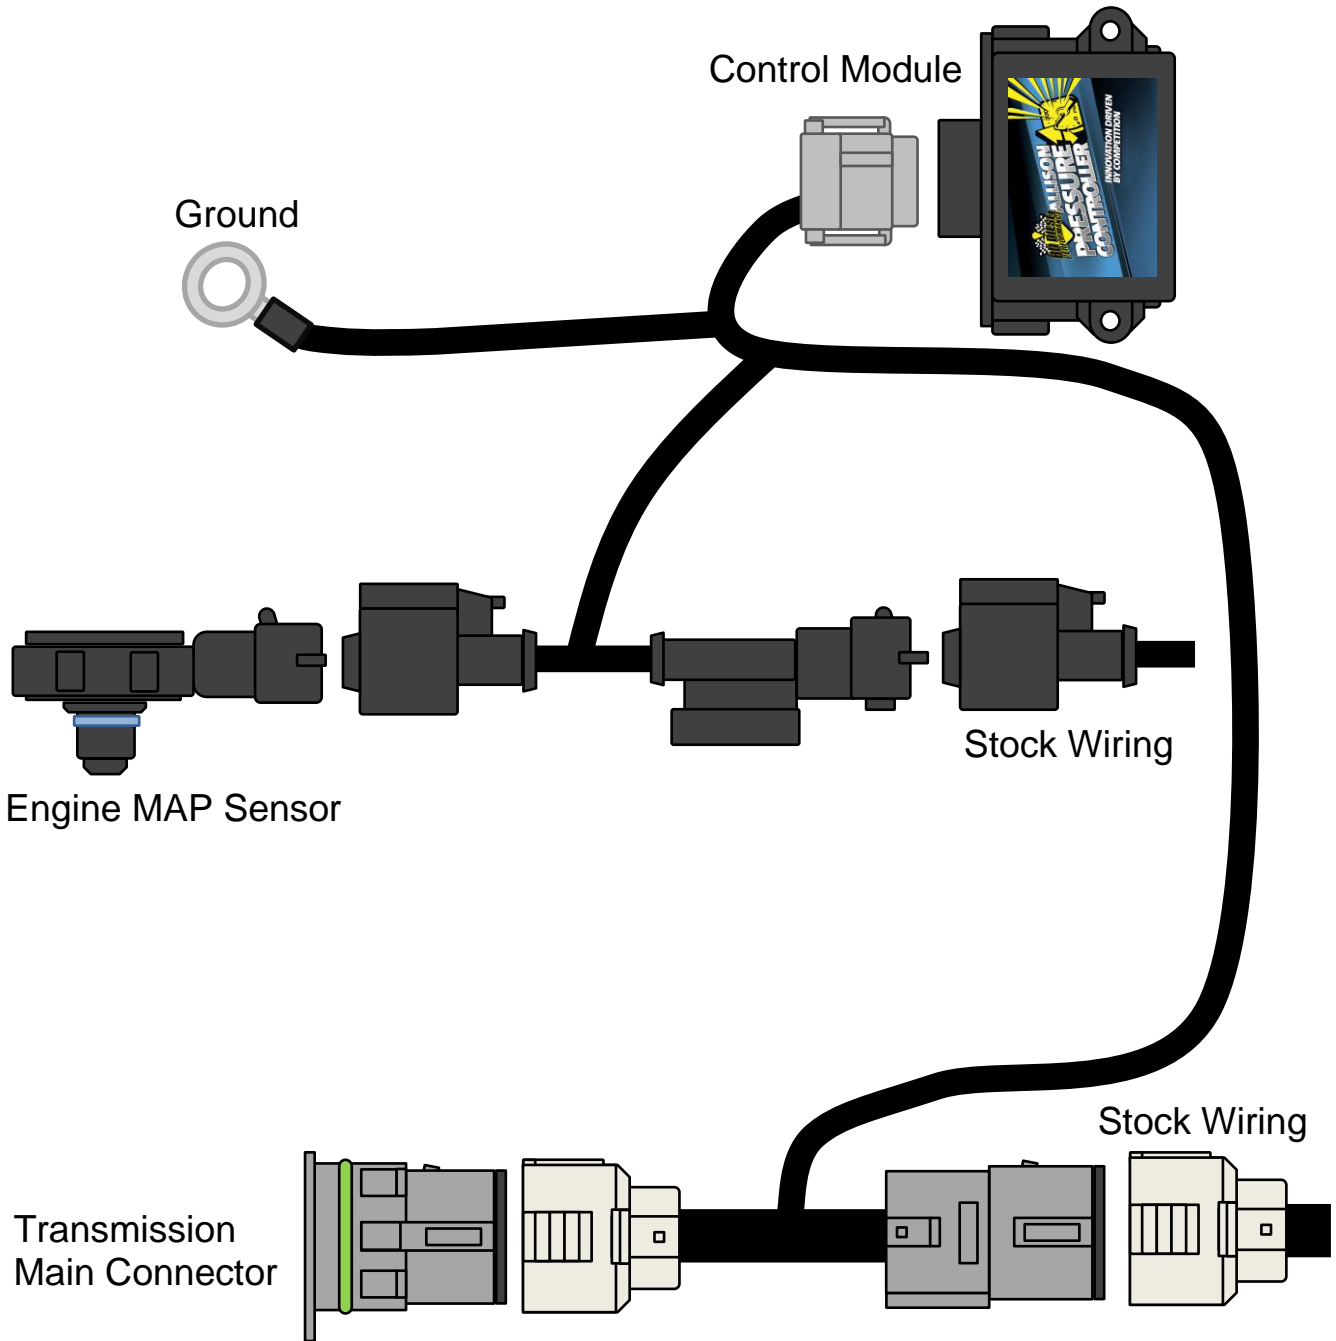 Control Module
ALLISON
PRESSURE
CONTROLLER
INNOVATION DRIVEN
BY COMPETITION
Ground
Stock Wiring
Engine MAP Sensor
Stock Wiring
Transmission
Main Connector